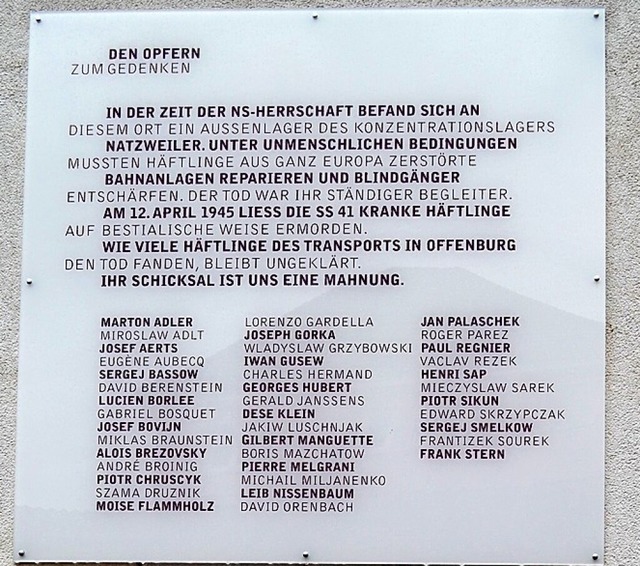 DEN OPFERN
ZUM GEDENKEN
IN DER ZEIT DER NS-HERRSCHAFT BEFAND SICH AN
DIESEM ORT EIN AUSSENLAGER DES KONZENTRATIONSLAGERS
NATZWEILER. UNTER UNMENSCHLICHEN BEDINGUNGEN
MUSSTEN HÄFTLINGE AUS GANZ EUROPA ZERSTÖRTE
BAHNANLAGEN REPARIEREN UND BLINDGÄNGER
ENTSCHÄRFEN. DER TOD WAR IHR STÄNDIGER BEGLEITER.
AM 12. APRIL 1945 LIESS DIE SS 41 KRANKE HÄFTLINGE
AUF BESTIALISCHE WEISE ERMORDEN.
WIE VIELE HÄFTLINGE DES TRANSPORTS IN OFFENBURG
DEN TOD FANDEN, BLEIBT UNGEKLÄRT.
IHR SCHICKSAL IST UNS EINE MAHNUNG.
MARTON ADLER
MIROSLAW ADLT
JOSEF AERTS
EUGÈNE AUBECQ
SERGEJ BASSOW
DAVID BERENSTEIN
LUCIEN BORLEE
GABRIEL BOSQUET
JOSEF BOVIJN
MIKLAS BRAUNSTEIN
ALOIS BREZOVSKY
ANDRÉ BROINIG
PIOTR CHRUSCYK
SZAMA DRUZNIK
MOISE FLAMMHOLZ
LORENZO GARDELLA
JOSEPH GORKA
WLADYSLAW GRZYBOWSKI
IWAN GUSEW
CHARLES HERMAND
GEORGES HUBERT
GERALD JANSSENS
DESE KLEIN
JAKIW LUSCHNJAK
GILBERT MANGUETTE
BORIS MAZCHATOW
PIERRE MELGRANI
MICHAIL MILJANENKO
LEIB NISSENBAUM
DAVID ORENBACH
JAN PALASCHEK
ROGER PAREZ
PAUL REGNIER
VACLAV REZEK
HENRI SAP
MIECZYSLAW SAREK
PIOTR SIKUN
EDWARD SKRZYPCZAK
SERGEJ SMELKOW
FRANTIZEK SOUREK
FRANK STERN